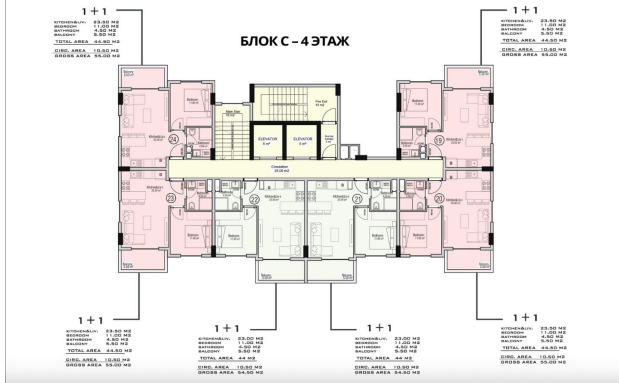 1 + 1
KITCHEN&LIV. 23.50 M2
BEDROOM 11.00 M2
BATHROOM 4.50 M2
BALCONY 5.50 M2
TOTAL AREA 44.50 M2
CIRC. AREA 10.50 M2
GROSS AREA 55.00 M2
БЛОК С – 4 ЭТАЖ
1 + 1
KITCHEN&LIV. 23.50 M2
BEDROOM 11.00 M2
BATHROOM 4.50 M2
BALCONY 5.50 M2
TOTAL AREA 44.50 M2
CIRC. AREA 10.50 M2
GROSS AREA 55.00 M2
Fire Exit
ELEVATOR
ELEVATOR
24
19
Circulation
23
22
21
20
1 + 1
KITCHEN&LIV. 23.50 M2
BEDROOM 11.00 M2
BATHROOM 4.50 M2
BALCONY 5.50 M2
TOTAL AREA 44.50 M2
CIRC. AREA 10.50 M2
GROSS AREA 55.00 M2
1 + 1
KITCHEN&LIV. 23.00 M2
BEDROOM 11.00 M2
BATHROOM 4.50 M2
BALCONY 5.50 M2
TOTAL AREA 44 M2
CIRC. AREA 10.50 M2
GROSS AREA 54.50 M2
1 + 1
KITCHEN&LIV. 23.00 M2
BEDROOM 11.00 M2
BATHROOM 4.50 M2
BALCONY 5.50 M2
TOTAL AREA 44 M2
CIRC. AREA 10.50 M2
GROSS AREA 54.50 M2
1 + 1
KITCHEN&LIV. 23.50 M2
BEDROOM 11.00 M2
BATHROOM 4.50 M2
BALCONY 5.50 M2
TOTAL AREA 44.50 M2
CIRC. AREA 10.50 M2
GROSS AREA 55.00 M2